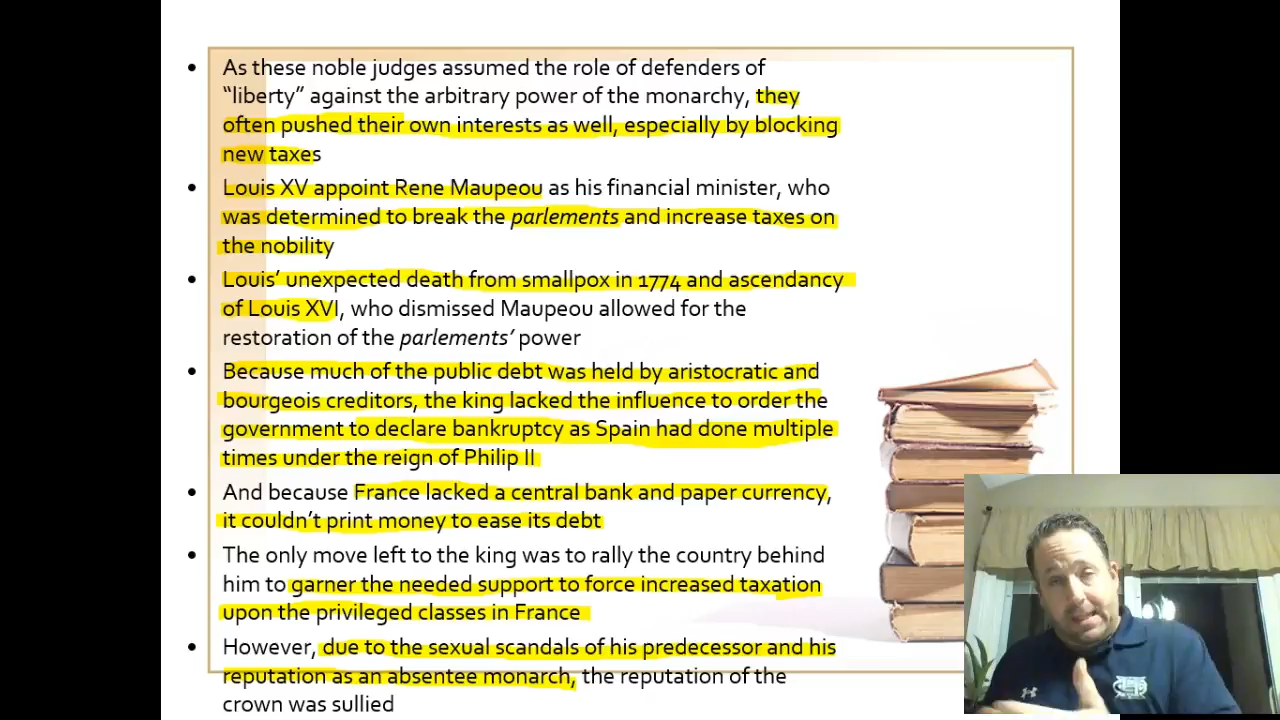 • As these noble judges assumed the role of defenders of
“liberty” against the arbitrary power of the monarchy, they
often pushed their own interests as well, especially by blocking
new taxes
• Louis XV appoint Rene Maupeou as his financial minister, who
was determined to break the parlements and increase taxes on
the nobility
• Louis’ unexpected death from smallpox in 1774 and ascendancy
of Louis XVI, who dismissed Maupeou allowed for the
restoration of the parlements’ power
• Because much of the public debt was held by aristocratic and
bourgeois creditors, the king lacked the influence to order the
government to declare bankruptcy as Spain had done multiple
times under the reign of Philip II
• And because France lacked a central bank and paper currency,
it couldn’t print money to ease its debt
• The only move left to the king was to rally the country behind
him to garner the needed support to force increased taxation
upon the privileged classes in France
• However, due to the sexual scandals of his predecessor and his
reputation as an absentee monarch, the reputation of the
crown was sullied